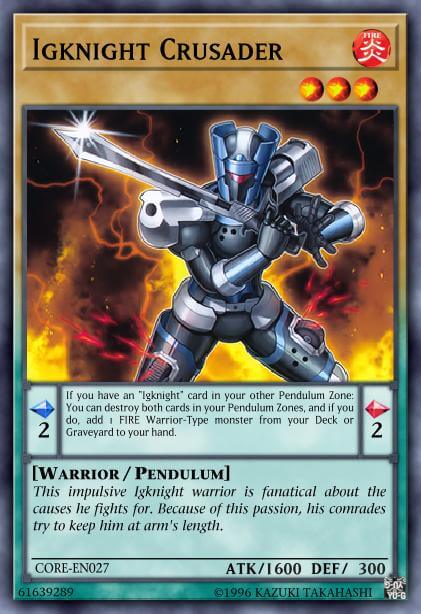 IGKNIGHT CRUSADER
FIRE
炎
If you have an "Igknight" card in your other Pendulum Zone:
You can destroy both cards in your Pendulum Zones, and if you
do, add 1 FIRE Warrior-Type monster from your Deck or
Graveyard to your hand.
2
2
[WARRIOR / PENDULUM]
This impulsive Igknight warrior is fanatical about the
causes he fights for. Because of this passion, his comrades
try to keep him at arm's length.
CORE-EN027
ATK/1600 DEF/ 300
61639289
©1996 KAZUKI TAKAHASHI